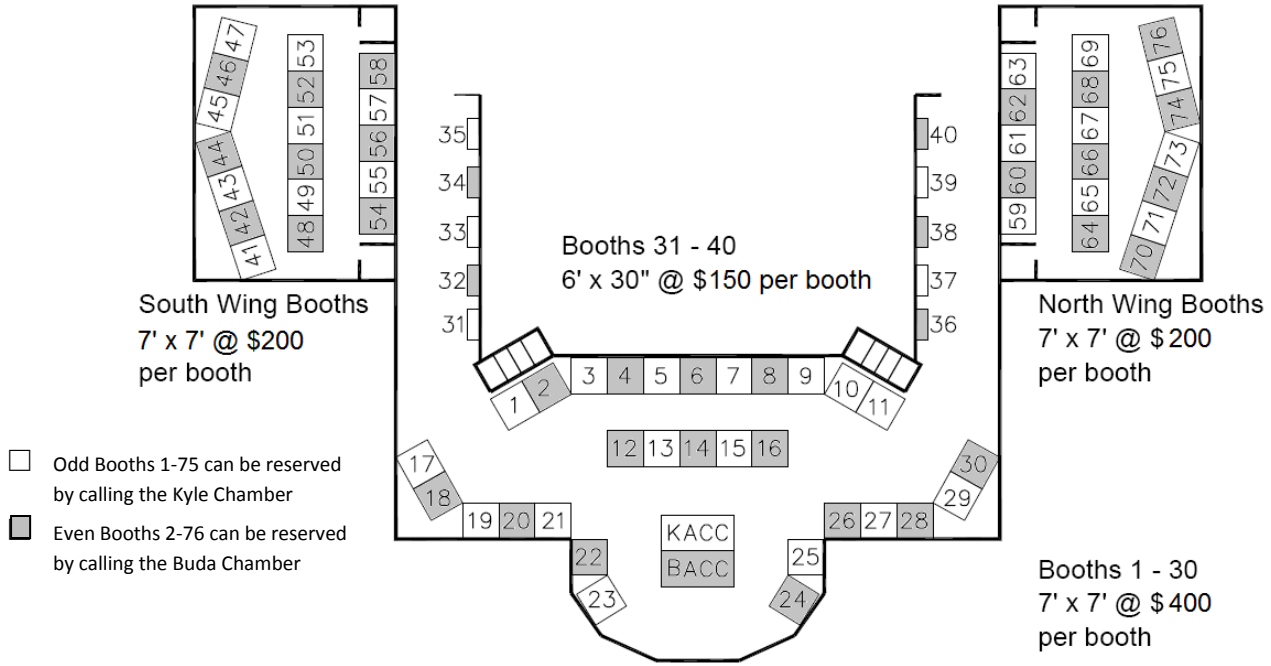 47 46 45 44 43 42 41
53 52 51 50 49 48
58 57 56 55 54
35
34
33
32
31
40
39
38
37
36
63 62 61 60 59
69 68 67 66 65 64
76 75 74 73 72 71 70
Booths 31 - 40
6' x 30" @ $150 per booth
South Wing Booths
7' x 7' @ $200
per booth
North Wing Booths
7' x 7' @ $200
per booth
1 2 3 4 5 6 7 8 9 10 11
12 13 14 15 16
17
18
19 20 21
22
23
30
29
26 27 28
25
24
KACC
BACC
Odd Booths 1-75 can be reserved
by calling the Kyle Chamber
Even Booths 2-76 can be reserved
by calling the Buda Chamber
Booths 1 - 30
7' x 7' @ $400
per booth